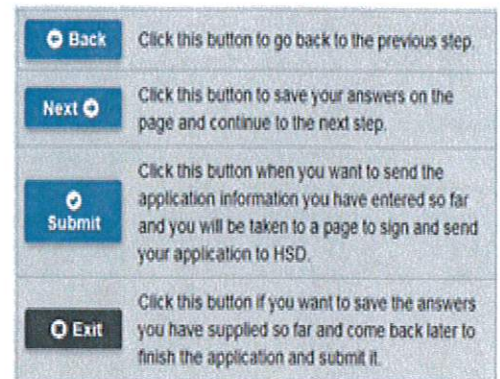 Back
Click this button to go back to the previous step.
Next
Click this button to save your answers on the
page and continue to the next step.
Submit
Click this button when you want to send the
application information you have entered so far
and you will be taken to a page to sign and send
your application to HSD.
Exit
Click this button if you want to save the answers
you have supplied so far and come back later to
finish the application and submit it.